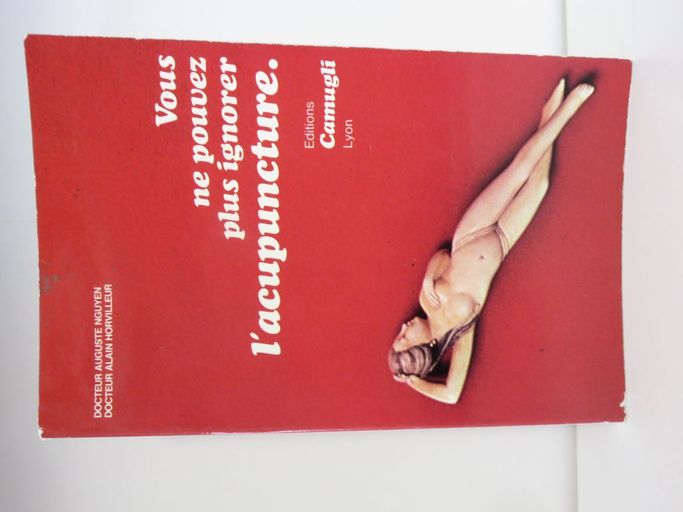 DOCTEUR AUGUSTE NGUYEN
DOCTEUR ALAIN HORVILLEUR
Vous
ne pouvez
plus ignorer
l'acupuncture.
Editions
Camugli
Lyon